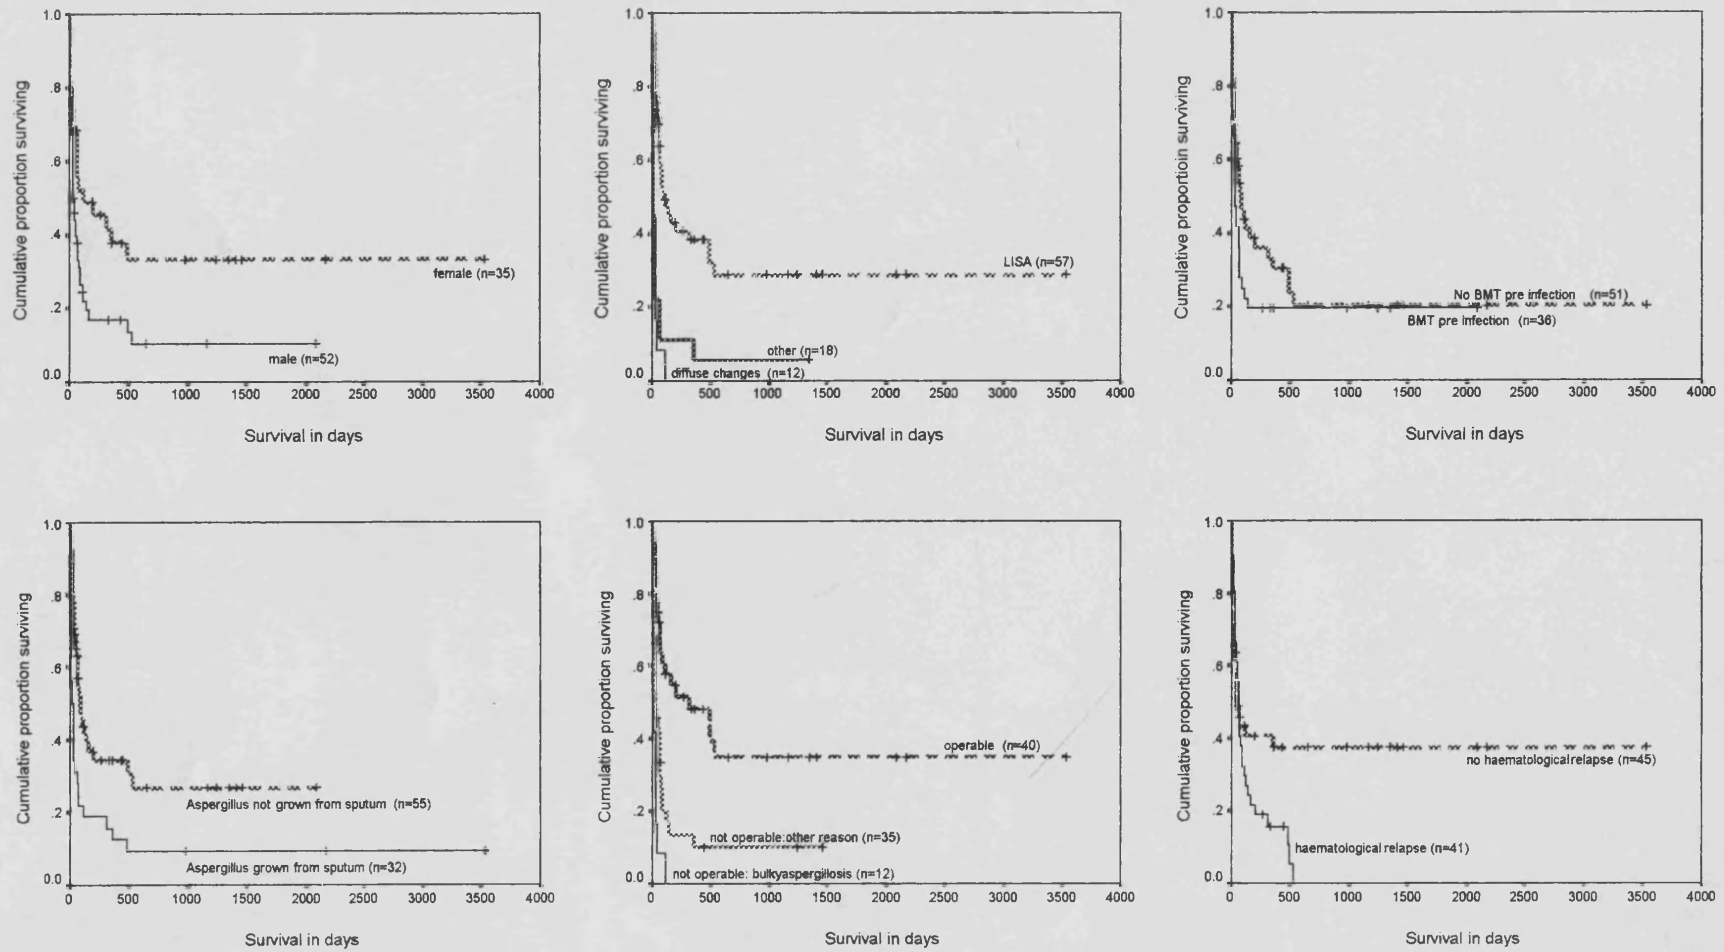 Cumulative proportion surviving
1.0
.8
.6
.4
.2
0.0
female (n=35)
male (n=52)
0 500 1000 1500 2000 2500 3000 3500 4000
Survival in days
Cumulative proportion surviving
1.0
.8
.6
.4
.2
0.0
LISA (n=57)
other (n=18)
diffuse changes (n=12)
0 500 1000 1500 2000 2500 3000 3500 4000
Survival in days
Cumulative proportioin surviving
1.0
.8
.6
.4
.2
0.0
No BMT pre infection (n=51)
BMT pre infection (n=36)
0 500 1000 1500 2000 2500 3000 3500 4000
Survival in days
Cumulative proportion surviving
1.0
.8
.6
.4
.2
0.0
Aspergillus not grown from sputum (n=55)
Aspergillus grown from sputum (n=32)
0 500 1000 1500 2000 2500 3000 3500 4000
Survival in days
Cumulative proportion surviving
1.0
.8
.6
.4
.2
0.0
operable (n=40)
not operable:other reason (n=35)
not operable: bulkyaspergillosis (n=12)
0 500 1000 1500 2000 2500 3000 3500 4000
Survival in days
Cumulative proportion surviving
1.0
.8
.6
.4
.2
0.0
no haematological relapse (n=45)
haematological relapse (n=41)
0 500 1000 1500 2000 2500 3000 3500 4000
Survival in days